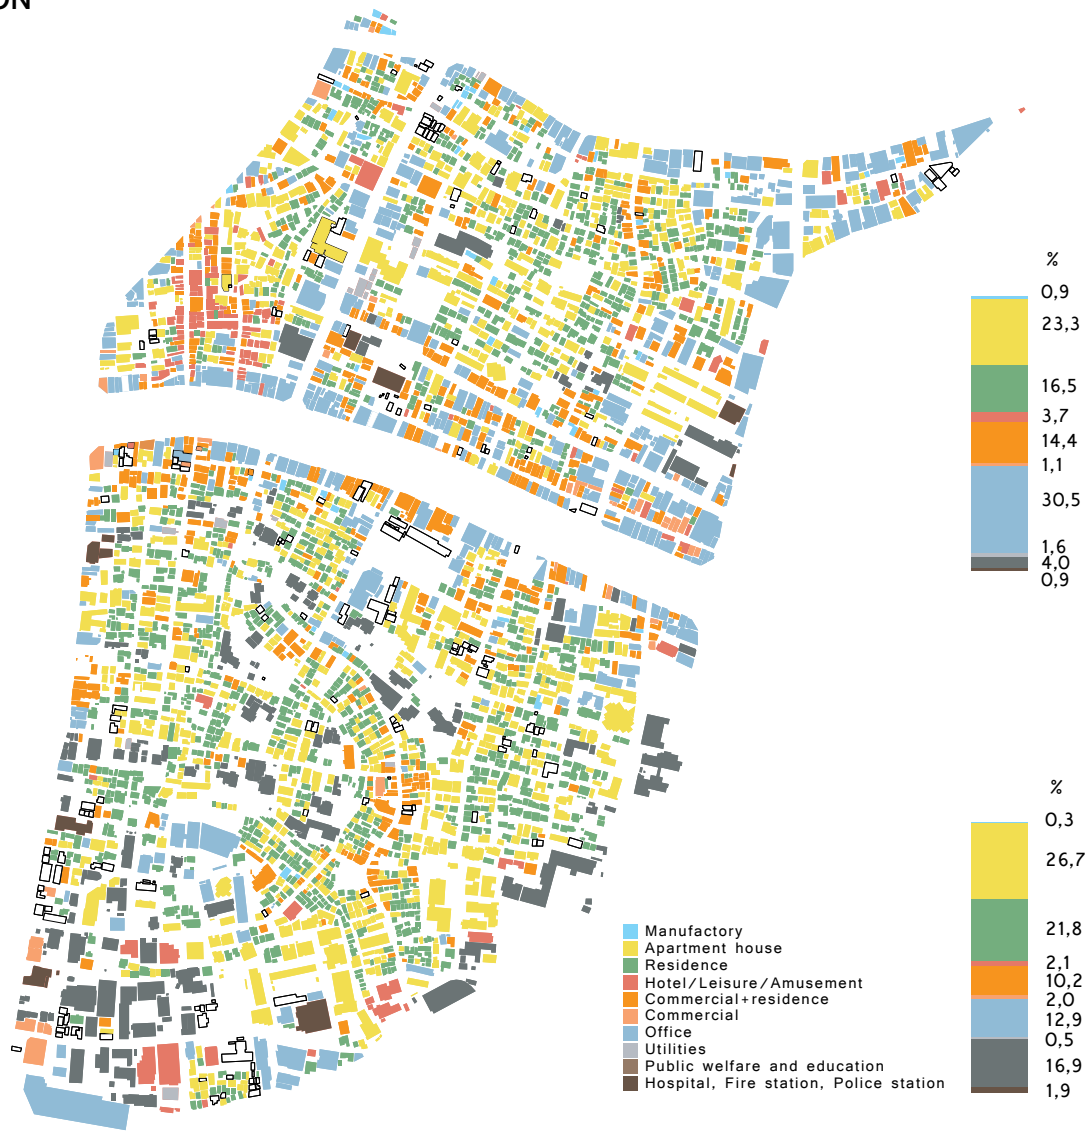 ON
%
0,9
23,3
16,5
3,7
14,4
1,1
30,5
1,6
4,0
0,9
%
0,3
26,7
21,8
2,1
10,2
2,0
12,9
0,5
16,9
1,9
Manufactory
Apartment house
Residence
Hotel/Leisure/Amusement
Commercial+residence
Commercial
Office
Utilities
Public welfare and education
Hospital, Fire station, Police station